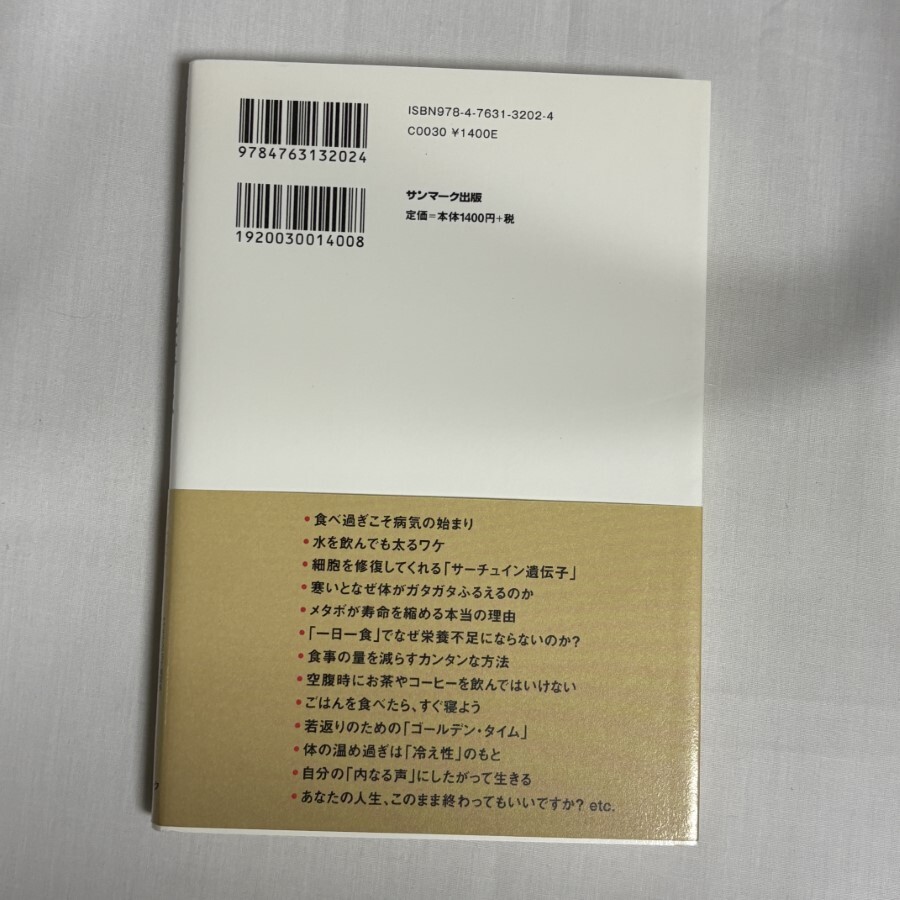 ISBN978-4-7631-3202-4
C0030 ¥1400E
9784763132024
サンマーク出版
定価=本体1400円+税
1920030014008
• 食べ過ぎこそ病気の始まり
• 水を飲んでも太るワケ
• 細胞を修復してくれる「サーチュイン遺伝子」
• 寒いとなぜ体がガタガタふるえるのか
• メタボが寿命を縮める本当の理由
• 「一日一食」でなぜ栄養不足にならないのか?
• 食事の量を減らすカンタンな方法
• 空腹時にお茶やコーヒーを飲んではいけない
• ごはんを食べたら、すぐ寝よう
• 若返りのための「ゴールデン・タイム」
• 体の温め過ぎは「冷え性」のもと
• 自分の「内なる声」にしたがって生きる
• あなたの人生、このまま終わってもいいですか? etc.